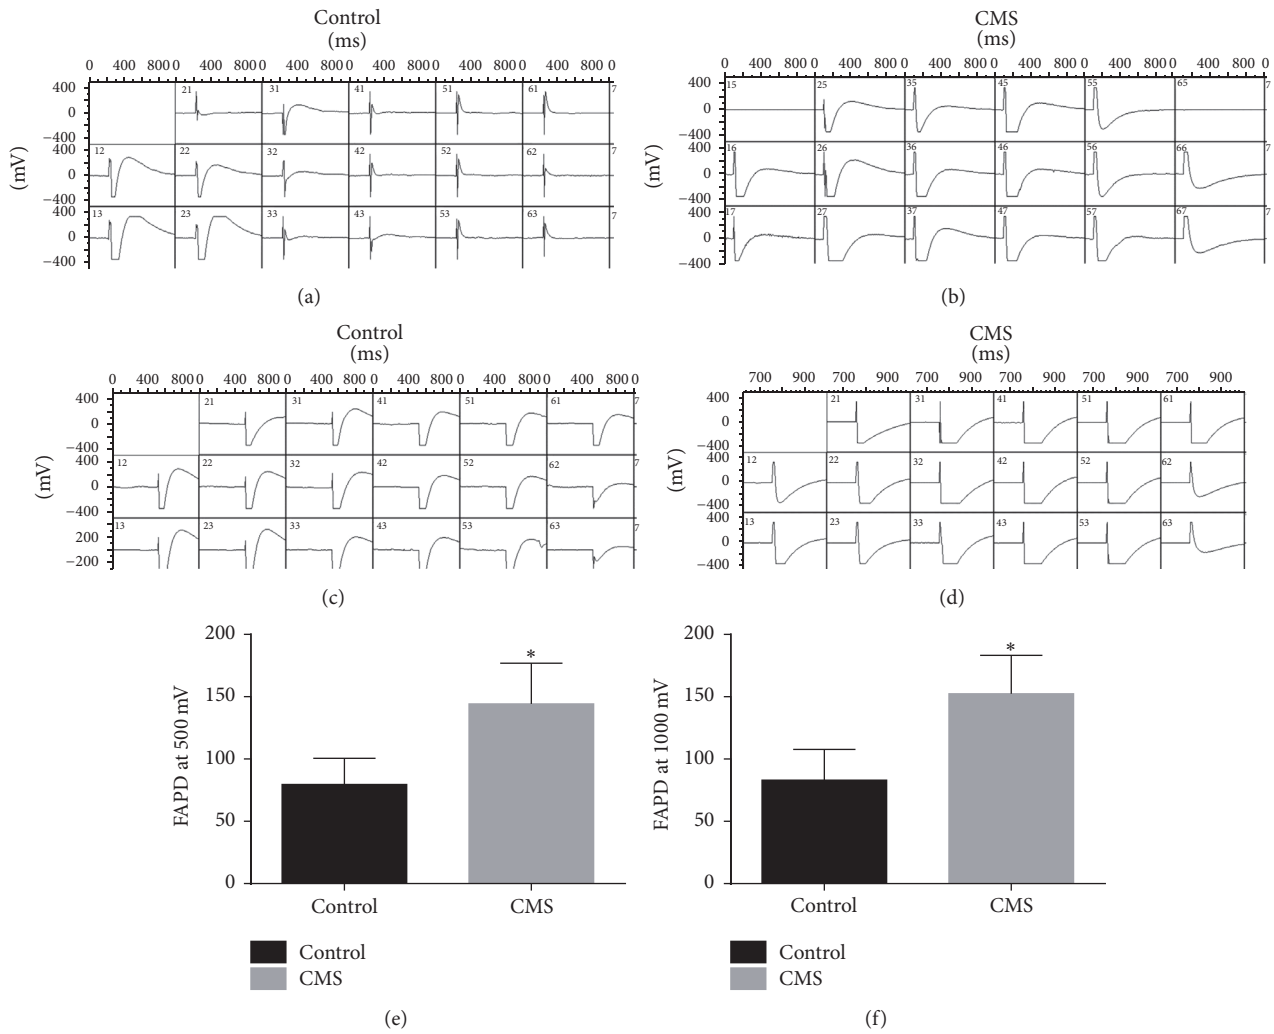 Control
(ms)
0 400 800 0 400 800 0 400 800 0 400 800 0 400 800 0 400 800 0
400 21 31 41 51 61 7
0
−400
400 12 22 32 42 52 62
0
−400
400 13 23 33 43 53 63 7
0
−400
(mV)
(a)
CMS
(ms)
0 400 800 0 400 800 0 400 800 0 400 800 0 400 800 0 400 800 0
400 15 25 35 45 55 65 7
0
−400
400 16 26 36 46 56 66 7
0
−400
400 17 27 37 47 57 67 7
0
−400
(mV)
(b)
Control
(ms)
0 400 800 0 400 800 0 400 800 0 400 800 0 400 800 0 400 800 0
400 21 31 41 51 61 7
0
−400
400 12 22 32 42 52 62 7
0
−400
13 23 33 43 53 63 7
200
0
−200
(mV)
(c)
CMS
(ms)
700 900 700 900 700 900 700 900 700 900 700 900
400 21 31 41 51 61
0
−400
400 12 22 32 42 52 62
0
−400
400 13 23 33 43 53 63
0
−400
(mV)
(d)
200
150
100
50
0
FAPD at 500 mV
*
Control CMS
Control
CMS
(e)
200
150
100
50
0
FAPD at 1000 mV
*
Control CMS
Control
CMS
(f)